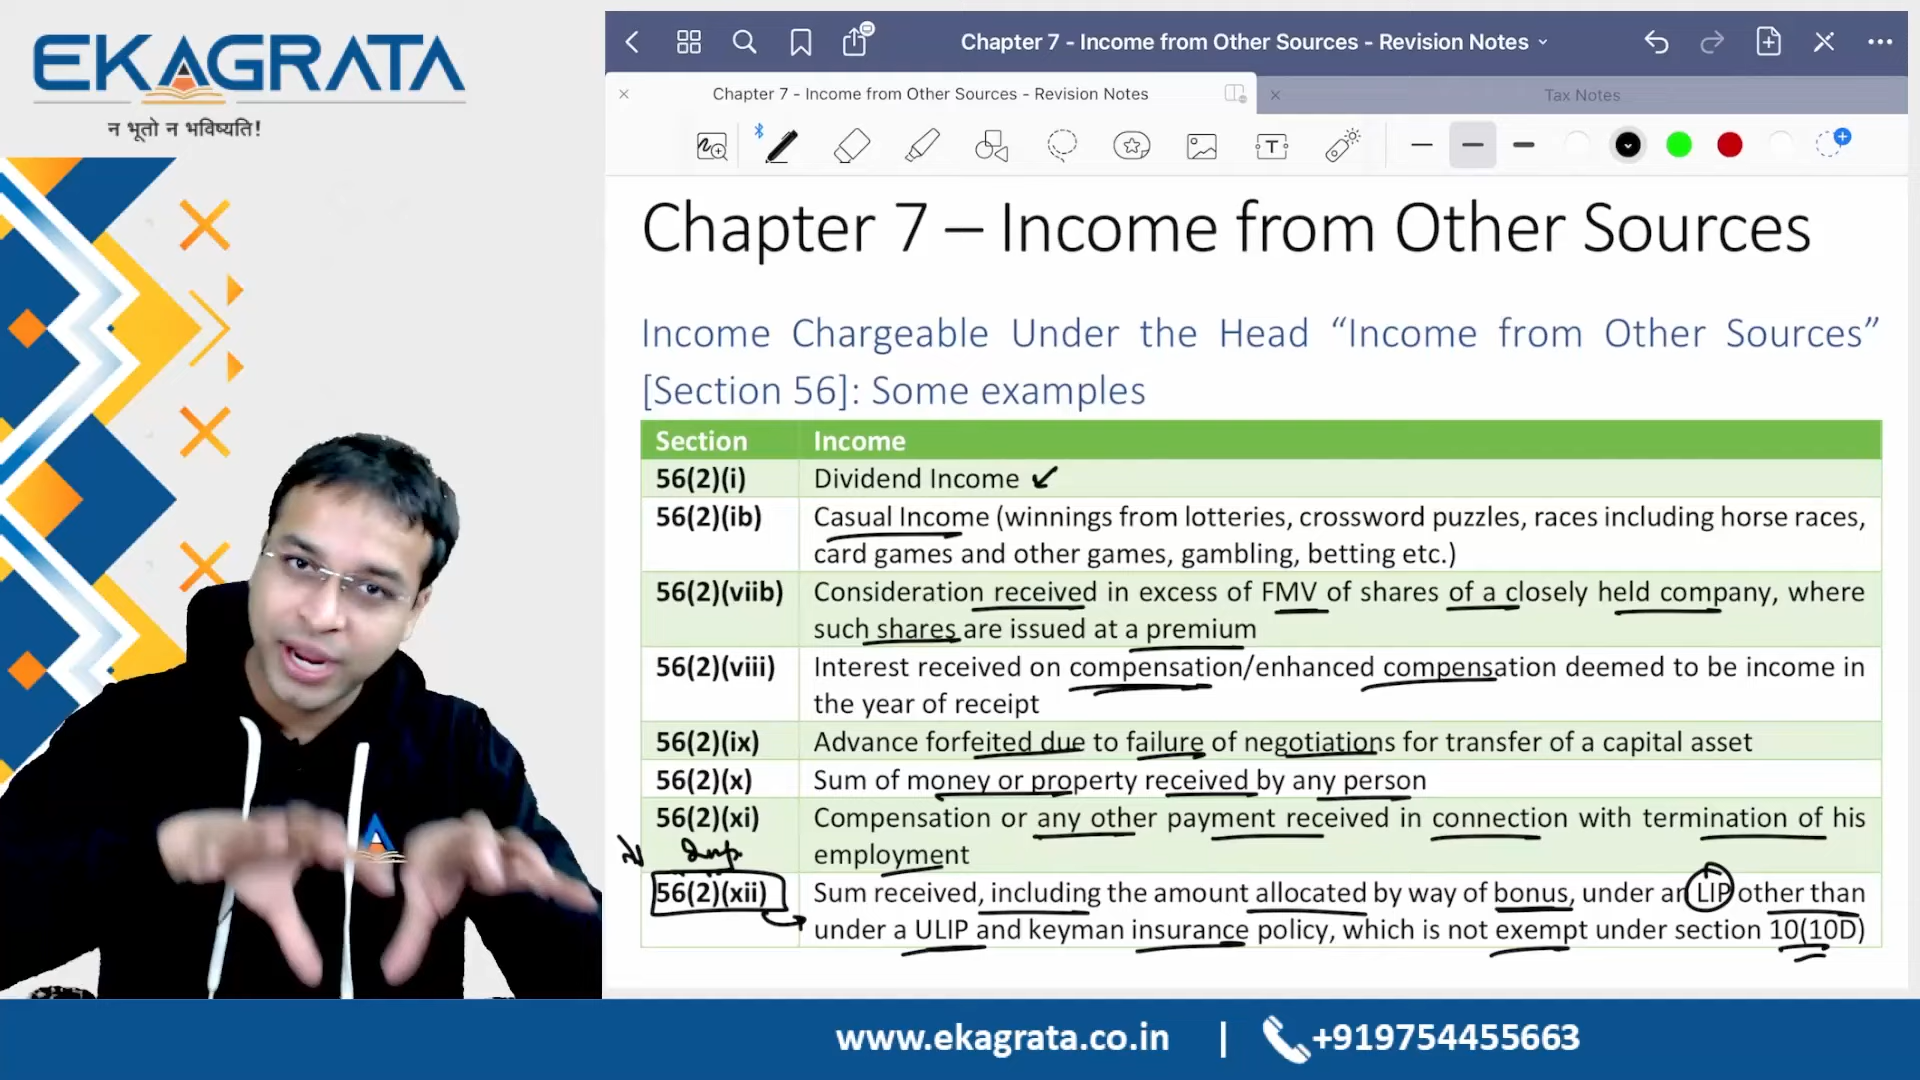 EKAGRATA
न भूतो न भविष्यति!
Chapter 7 - Income from Other Sources - Revision Notes
Chapter 7 - Income from Other Sources - Revision Notes
Tax Notes
Chapter 7 – Income from Other Sources
Income Chargeable Under the Head “Income from Other Sources”
[Section 56]: Some examples
Section Income
56(2)(i) Dividend Income
56(2)(ib) Casual Income (winnings from lotteries, crossword puzzles, races including horse races,
card games and other games, gambling, betting etc.)
56(2)(viib) Consideration received in excess of FMV of shares of a closely held company, where
such shares are issued at a premium
56(2)(viii) Interest received on compensation/enhanced compensation deemed to be income in
the year of receipt
56(2)(ix) Advance forfeited due to failure of negotiations for transfer of a capital asset
56(2)(x) Sum of money or property received by any person
56(2)(xi) Compensation or any other payment received in connection with termination of his
employment
Imp
56(2)(xii) Sum received, including the amount allocated by way of bonus, under an LIP other than
under a ULIP and keyman insurance policy, which is not exempt under section 10(10D)
www.ekagrata.co.in | +919754455663